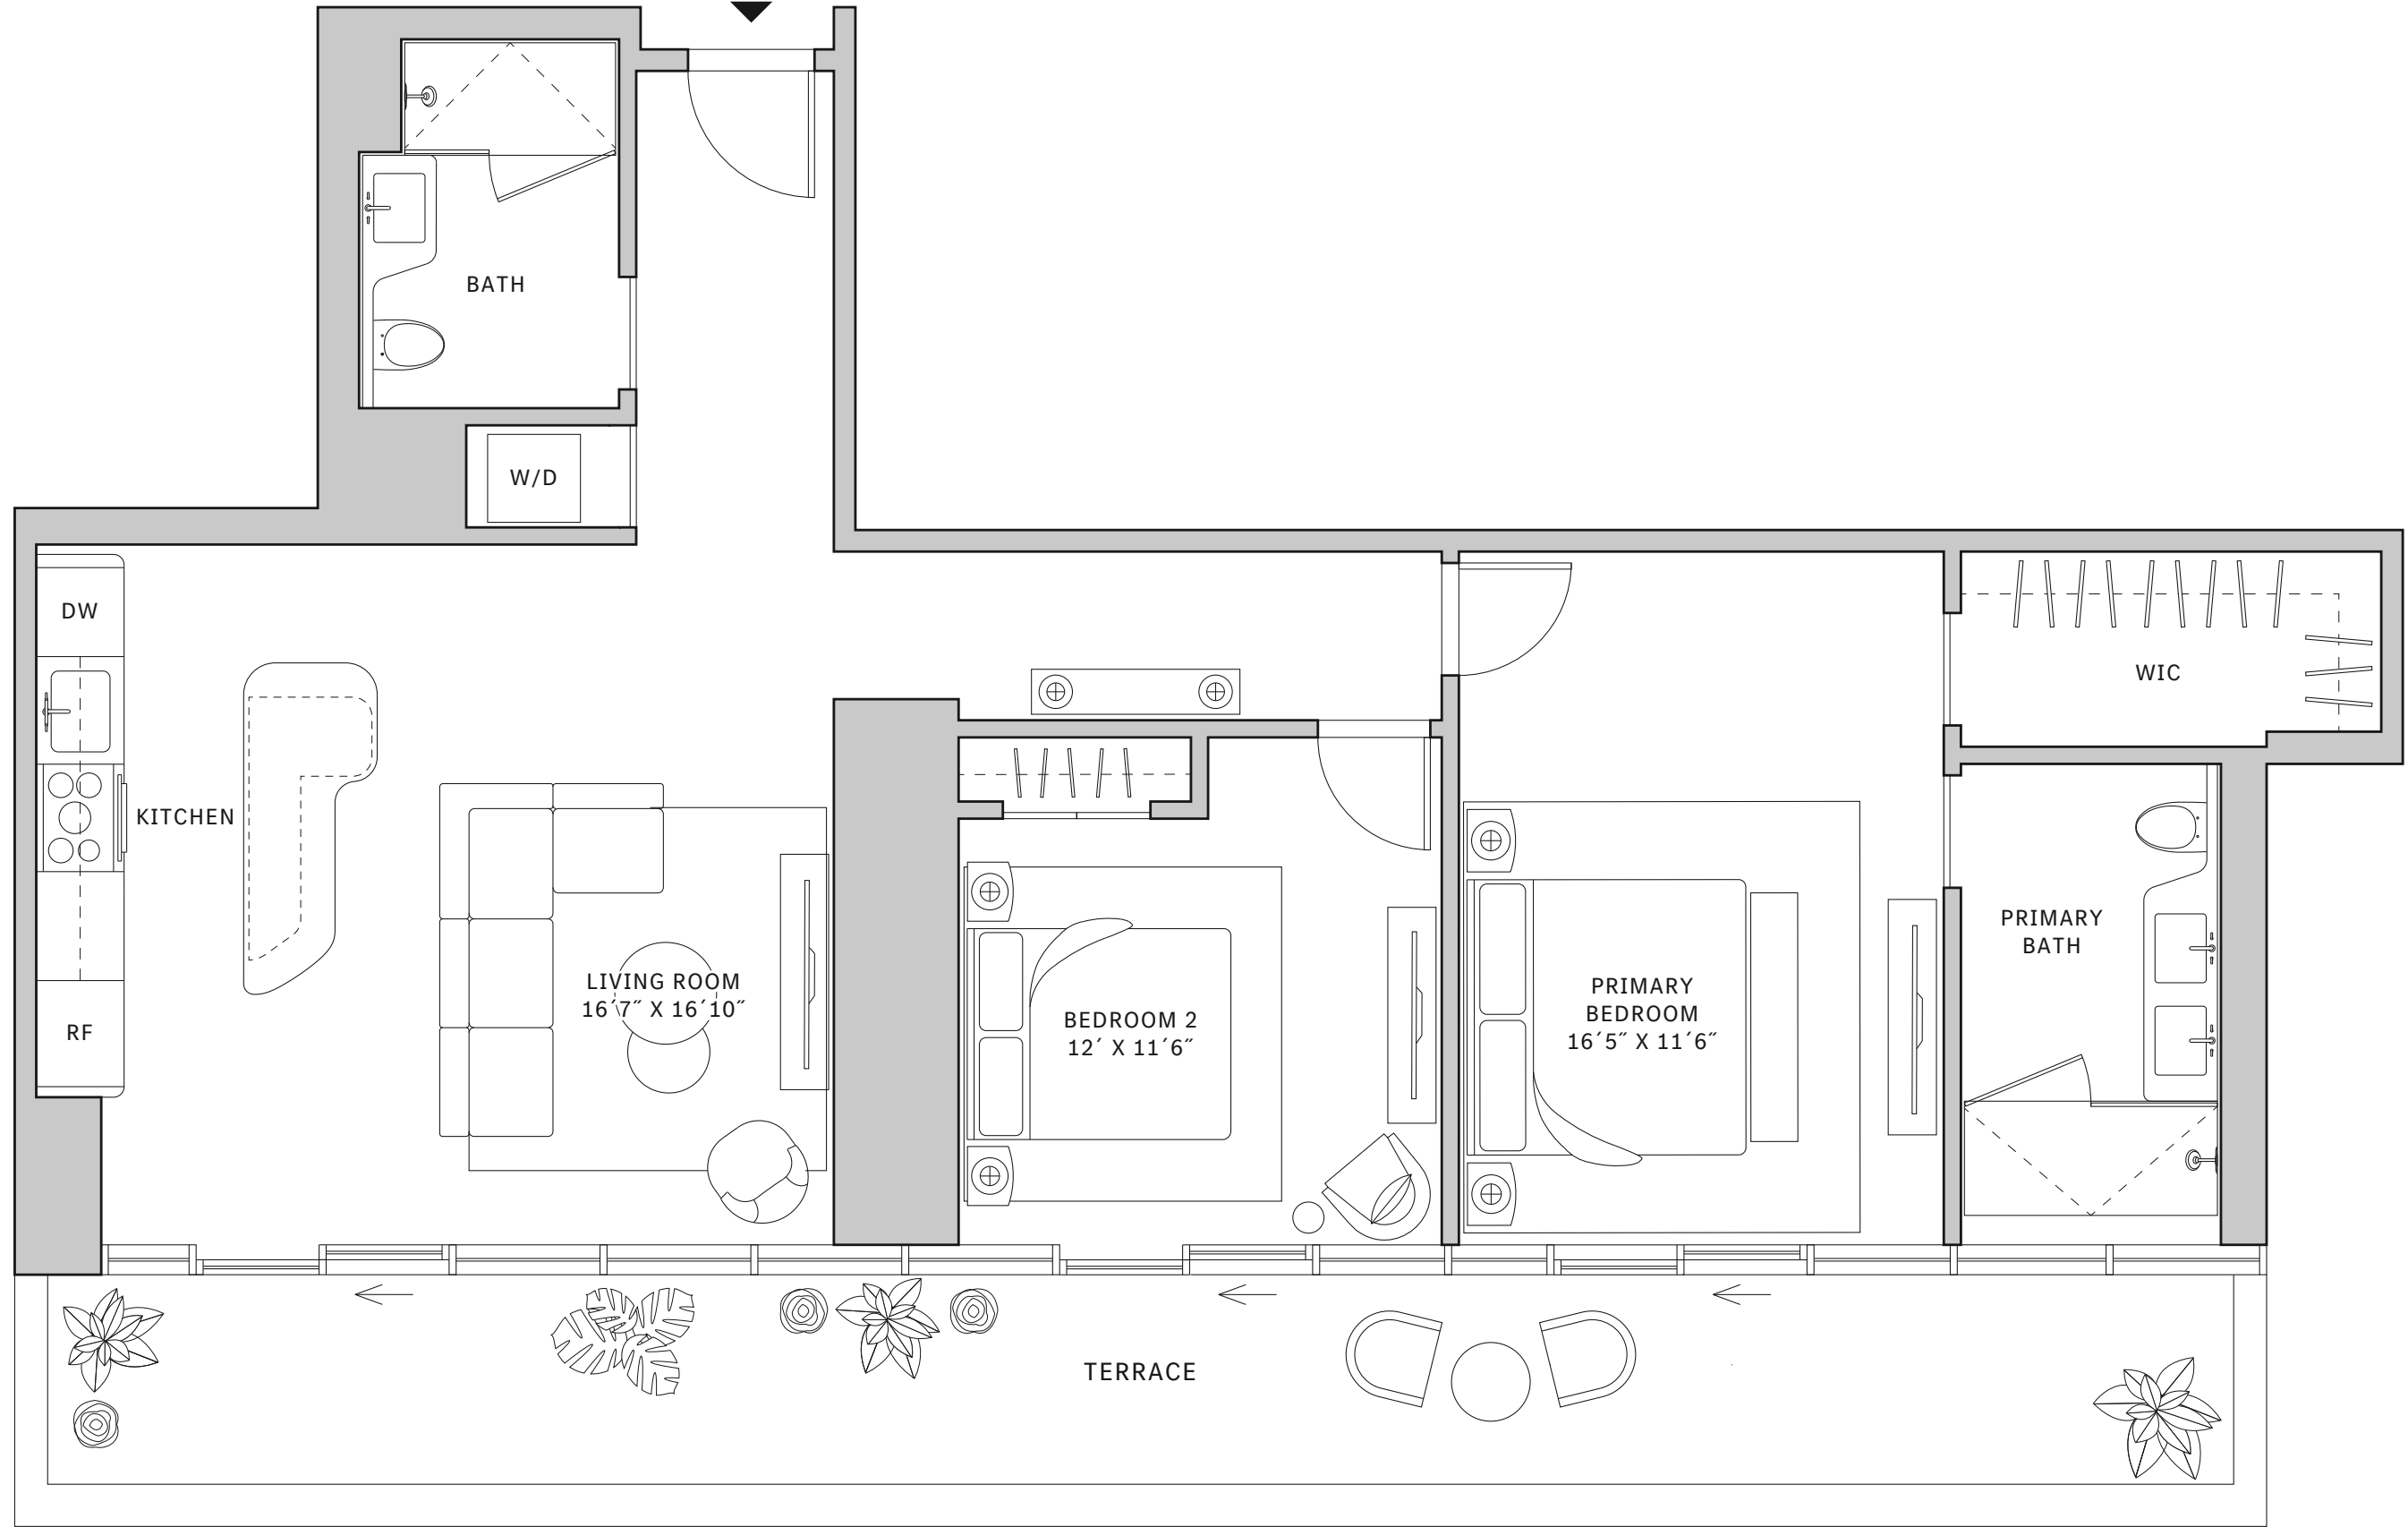 BATH
W/D
DW
WIC
KITCHEN
PRIMARY
BATH
LIVING ROOM
16´7˝ X 16´10˝
PRIMARY
BEDROOM
16´5˝ X 11´6˝
BEDROOM 2
12´ X 11´6˝
RF
TERRACE